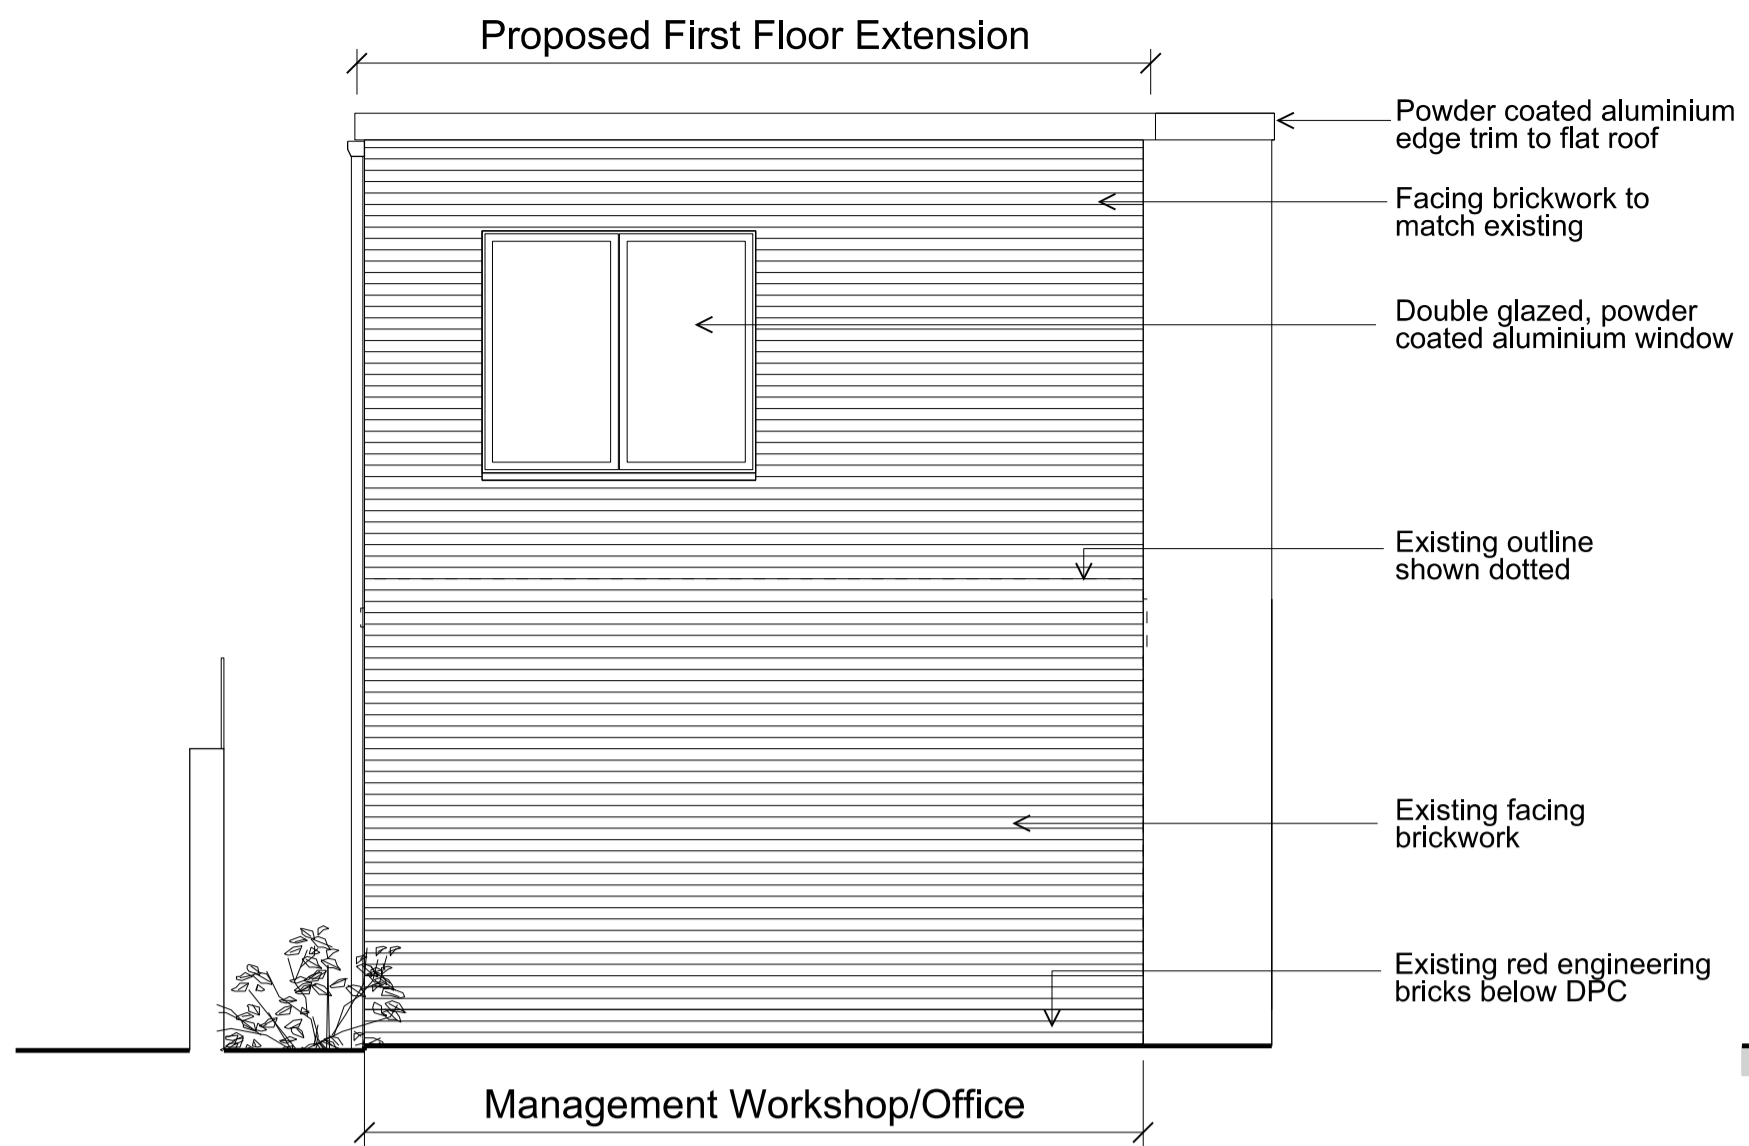 Proposed First Floor Extension
Powder coated aluminium
edge trim to flat roof
Facing brickwork to
match existing
Double glazed, powder
coated aluminium window
Existing outline
shown dotted
Existing facing
brickwork
Existing red engineering
bricks below DPC
Management Workshop/Office